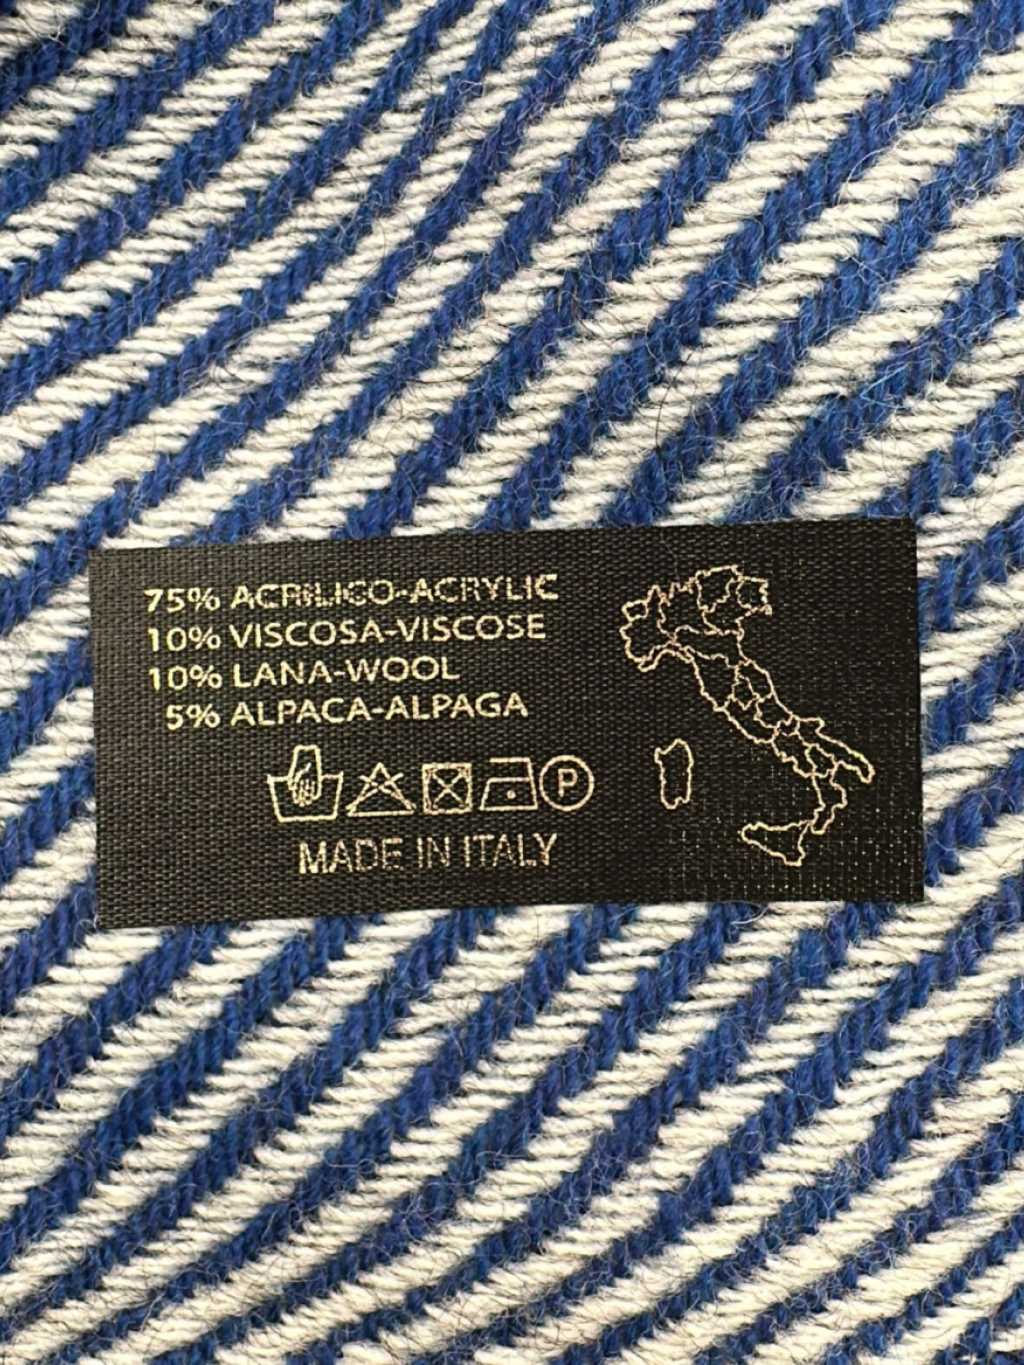 75% ACRILICO-ACRYLIC
10% VISCOSA-VISCOSE
10% LANA-WOOL
5% ALPACA-ALPAGA
P
MADE IN ITALY